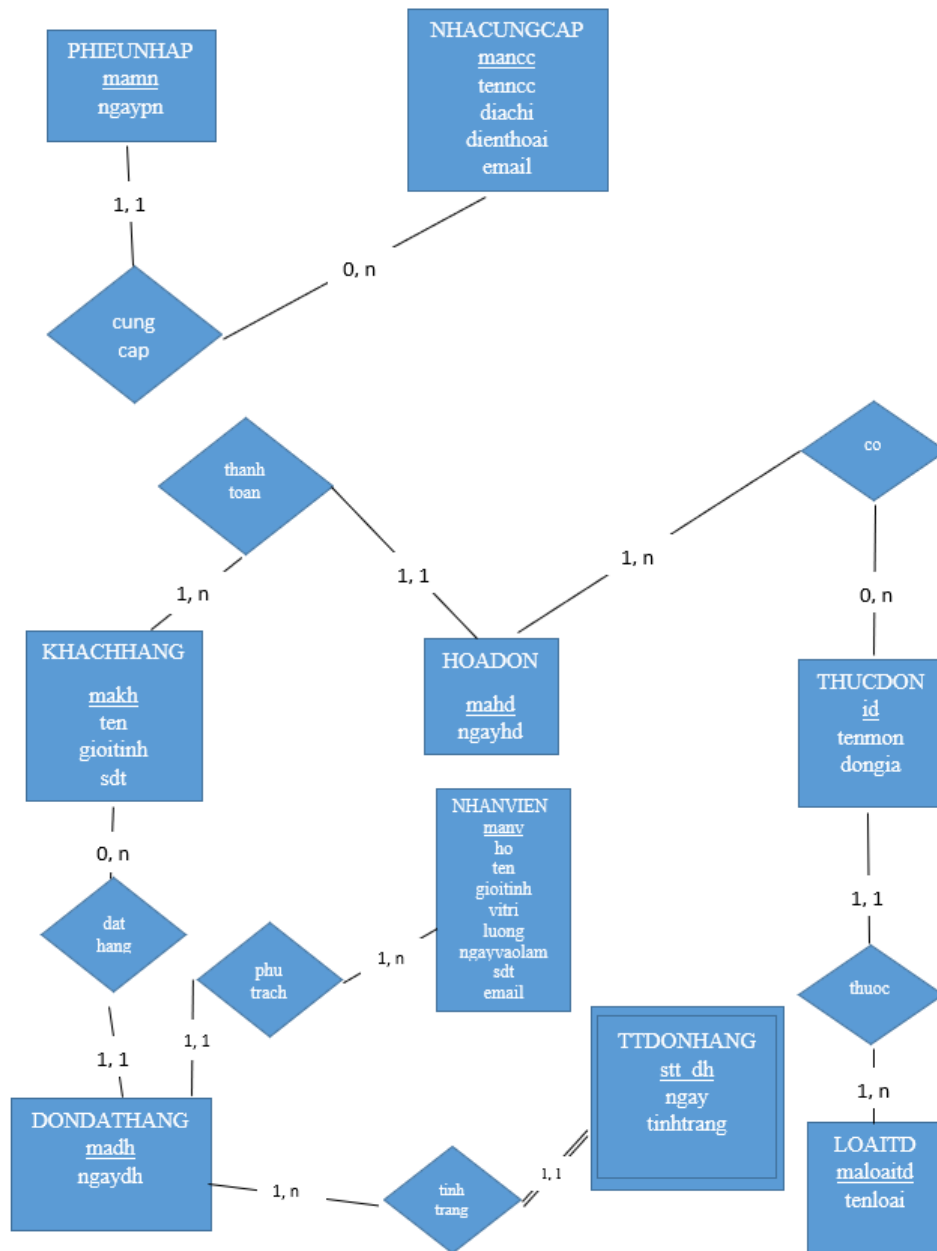 PHIEUNHAP
mamn
ngaypn
NHACUNGCAP
mancc
tenncc
diachi
dienthoai
email
1, 1
0, n
cung
cap
thanh
toan
co
1, n
1, 1
1, n
0, n
KHACHHANG
makh
ten
gioitinh
sdt
HOADON
mahd
ngayhd
THUCDON
id
tenmon
dongia
NHANVIEN
manv
ho
ten
gioitinh
vitri
luong
ngayvaolam
sdt
email
0, n
1, 1
dat
hang
phu
trach
1, n
thuoc
1, 1
1, 1
TTDONHANG
stt_dh
ngay
tinhtrang
1, n
DONDATHANG
madh
ngaydh
1, n
tinh
trang
1, 1
LOAITD
maloaitd
tenloai